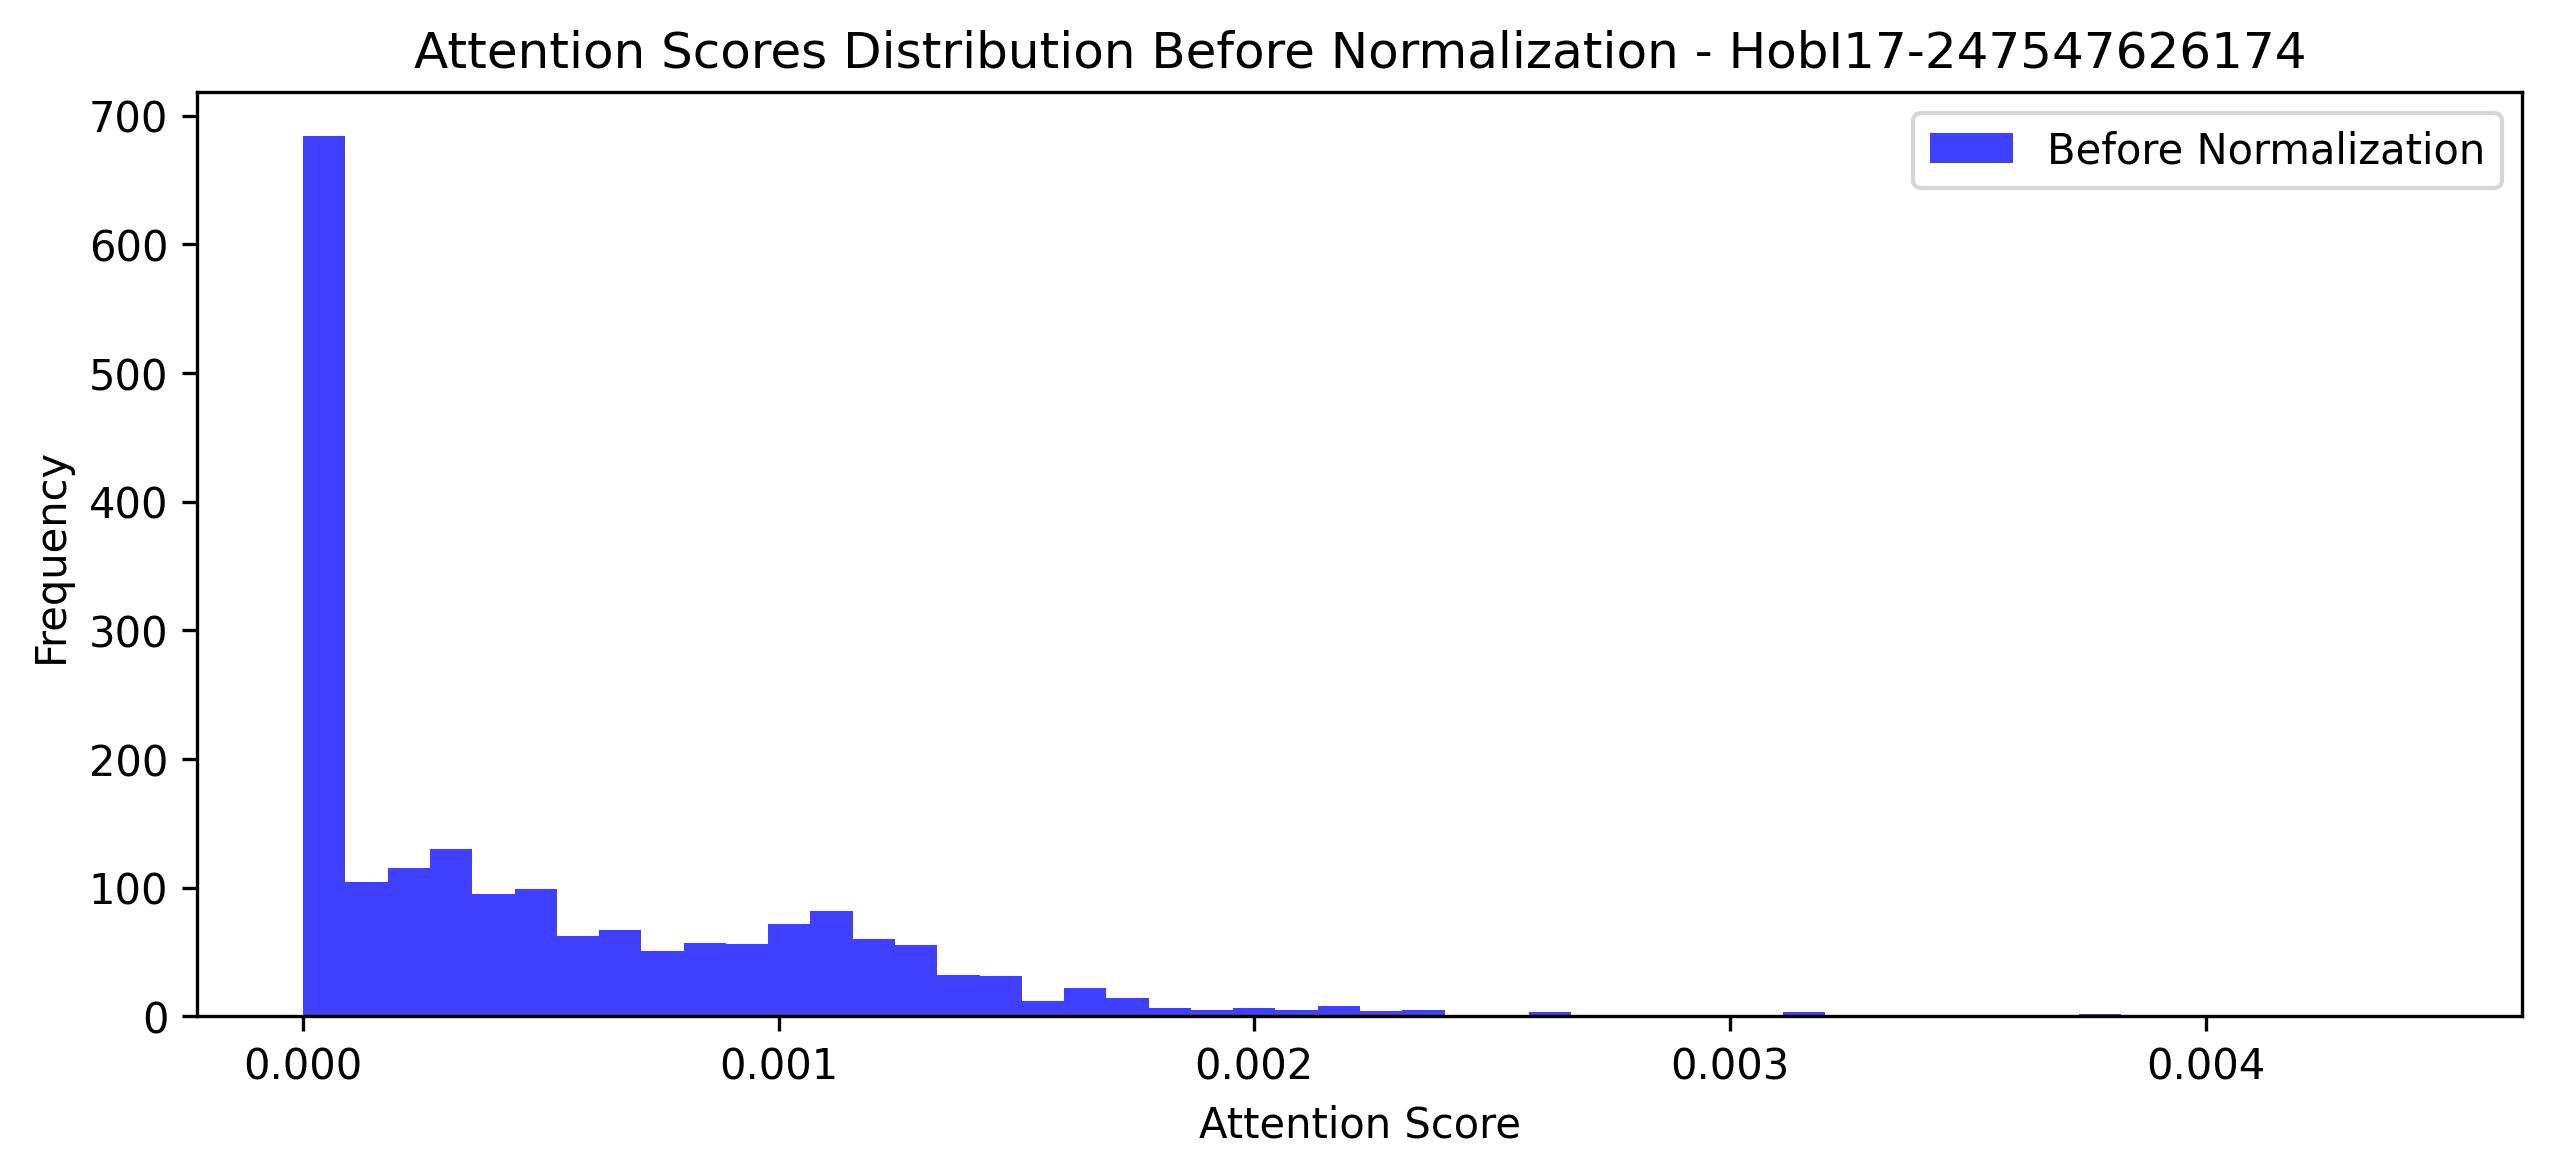 Attention Scores Distribution Before Normalization - HobI17-247547626174
Before Normalization
700
600
500
400
300
200
100
0
Frequency
0.000 0.001 0.002 0.003 0.004
Attention Score